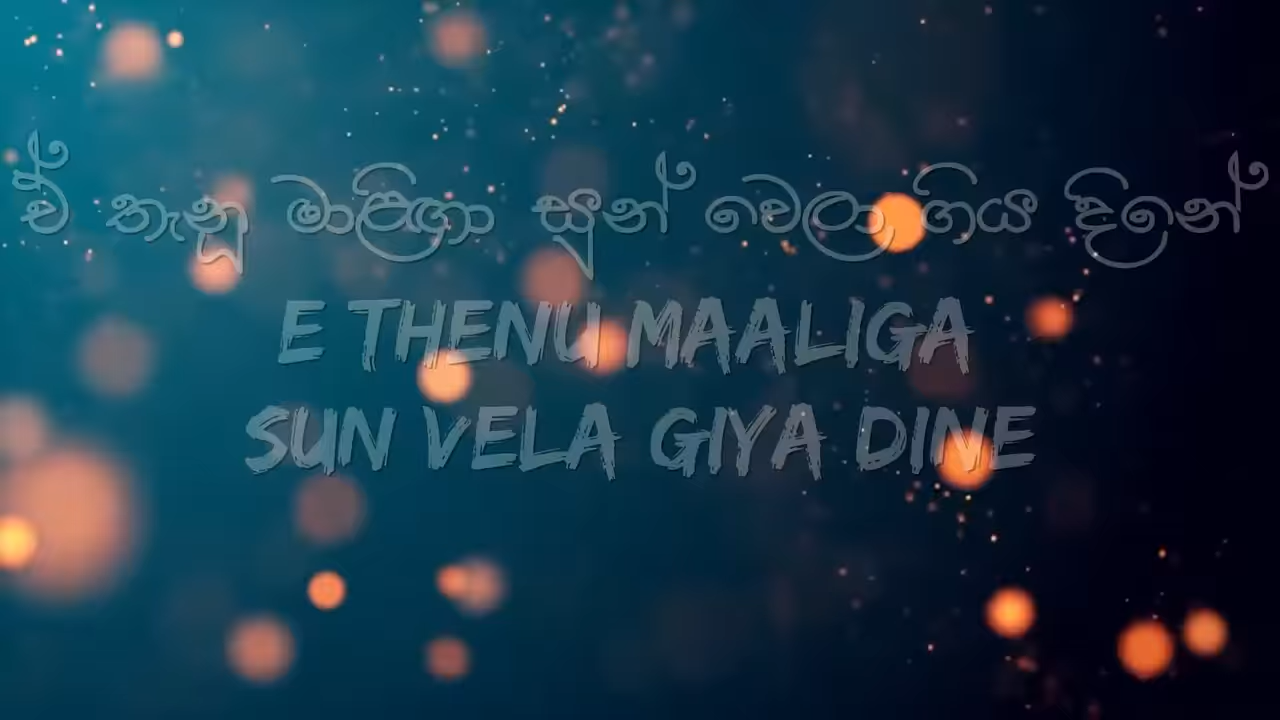 ඒ තැනූ මාළිගා සුන් වෙලා ගිය දිනේ
E THENU MAALIGA
SUN VELA GIYA DINE